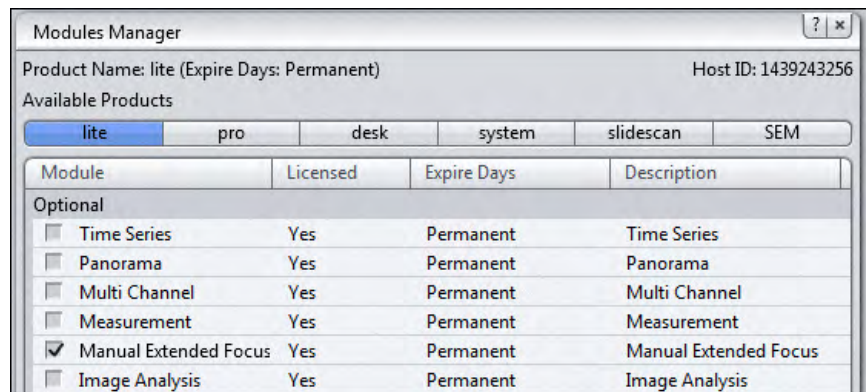 Modules Manager ? ×
Product Name: lite (Expire Days: Permanent) Host ID: 1439243256
Available Products
lite pro desk system slidescan SEM
Module Licensed Expire Days Description
Optional
Time Series Yes Permanent Time Series
Panorama Yes Permanent Panorama
Multi Channel Yes Permanent Multi Channel
Measurement Yes Permanent Measurement
Manual Extended Focus Yes Permanent Manual Extended Focus
Image Analysis Yes Permanent Image Analysis